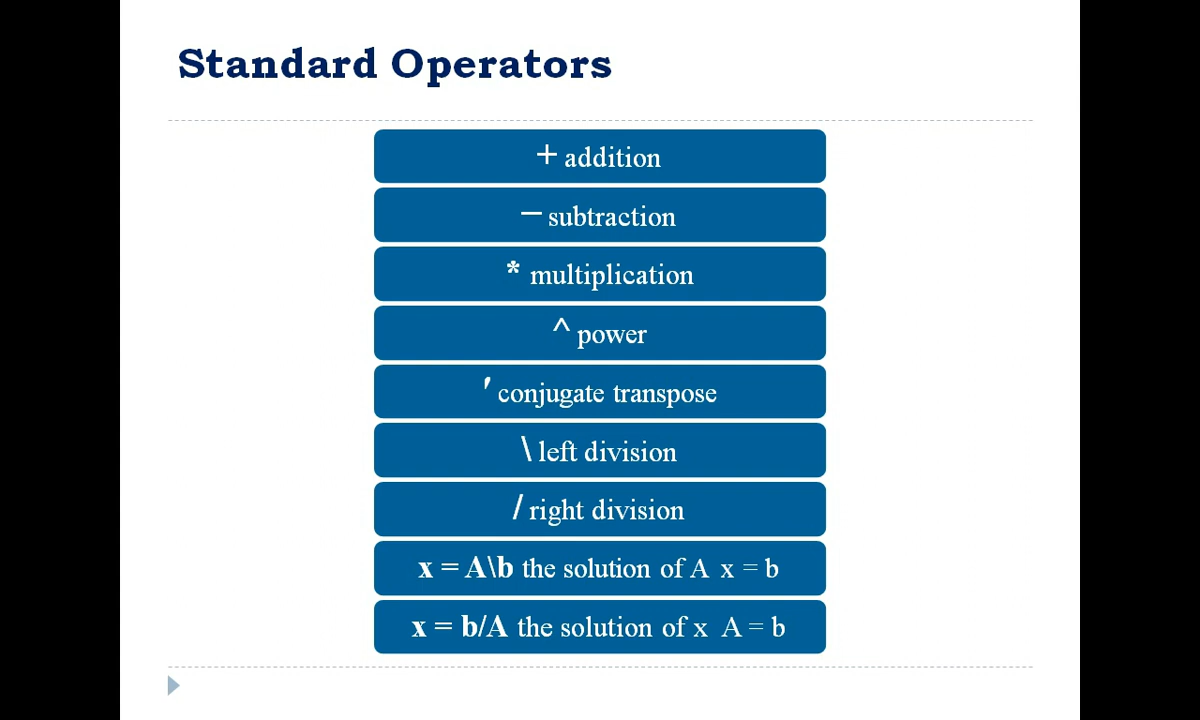 Standard Operators
+ addition
– subtraction
* multiplication
^ power
' conjugate transpose
\ left division
/ right division
x = A\b the solution of A x = b
x = b/A the solution of x A = b